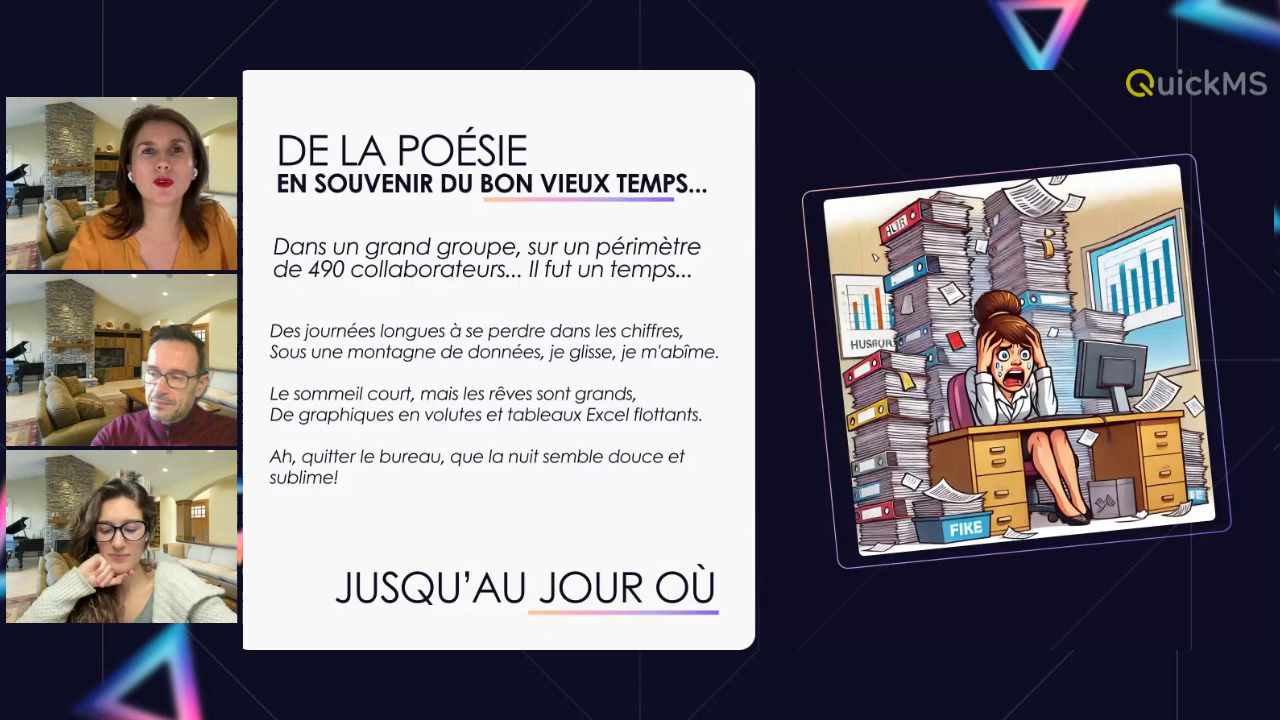 QuickMS
DE LA POÉSIE
EN SOUVENIR DU BON VIEUX TEMPS...
Dans un grand groupe, sur un périmètre
de 490 collaborateurs... Il fut un temps...
Des journées longues à se perdre dans les chiffres,
Sous une montagne de données, je glisse, je m'abîme.
Le sommeil court, mais les rêves sont grands,
De graphiques en volutes et tableaux Excel flottants.
Ah, quitter le bureau, que la nuit semble douce et
sublime!
JUSQU’AU JOUR OÙ
FIKE